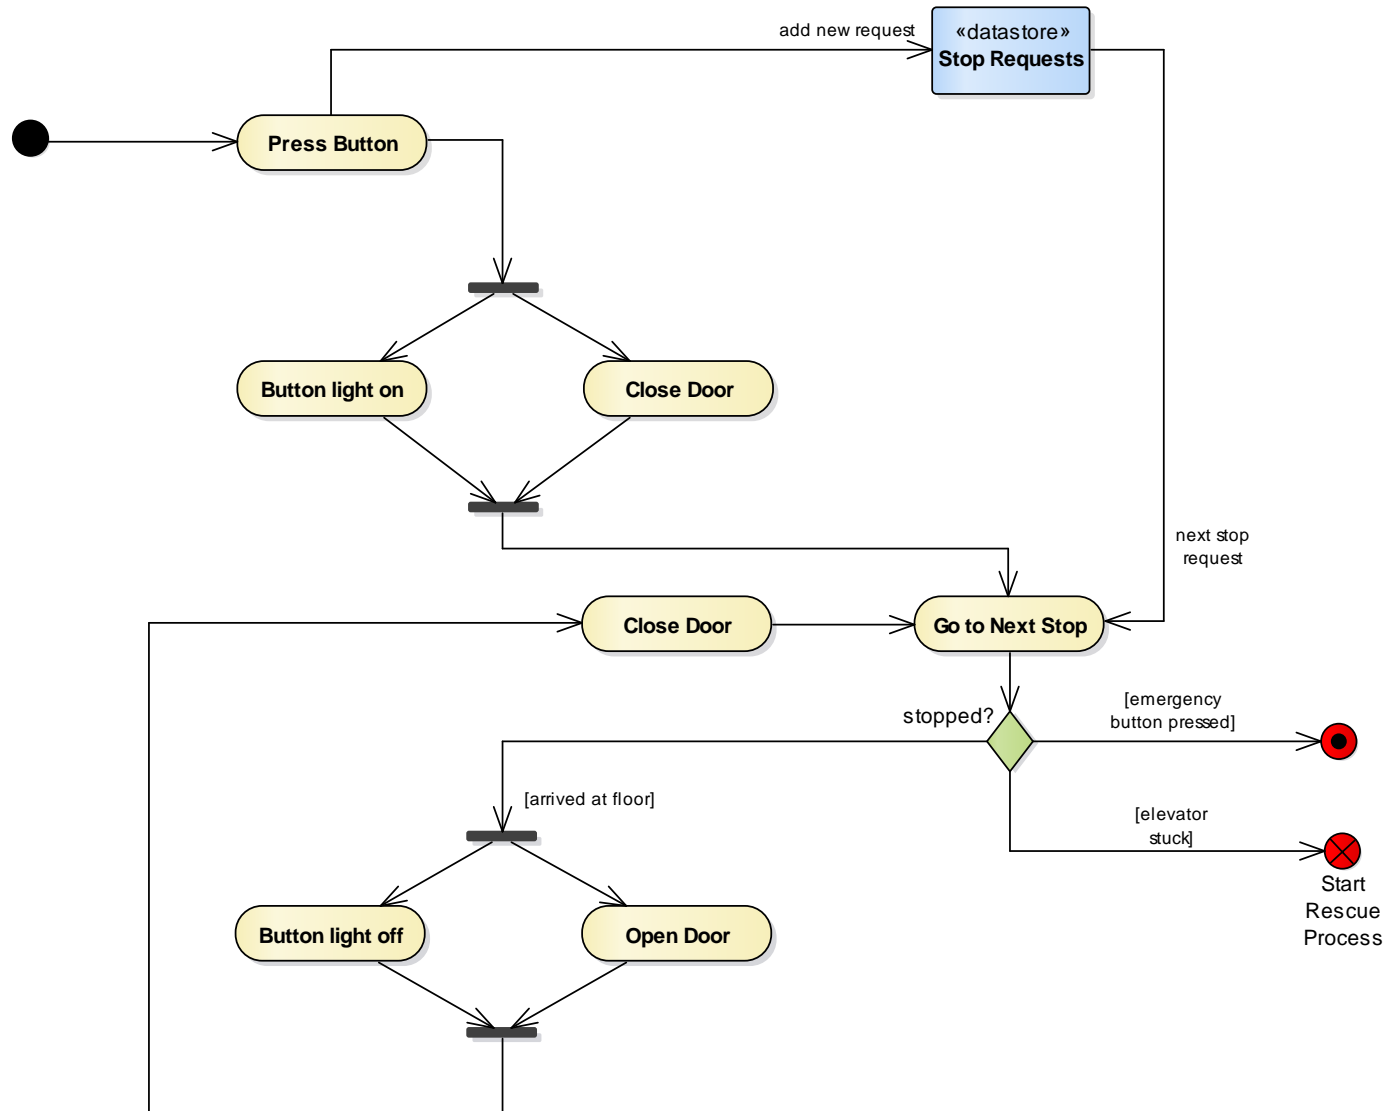 add new request
«datastore»
Stop Requests
Press Button
Button light on
Close Door
next stop
request
Close Door
Go to Next Stop
stopped?
[emergency
button pressed]
[arrived at floor]
[elevator
stuck]
Start
Rescue
Process
Button light off
Open Door